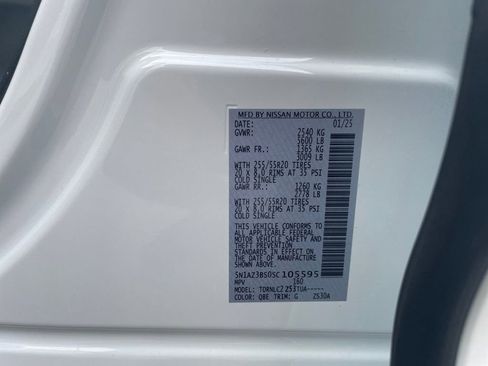 MFD BY NISSAN MOTOR CO., LTD.
DATE: 01/25
GVWR: 2540 KG
5600 LB
GAWR FR.: 1365 KG
3009 LB
WITH 255/55R20 TIRES
20 x 8.0 RIMS AT 35 PSI
COLD SINGLE
GAWR RR.: 1260 KG
2778 LB
WITH 255/55R20 TIRES
20 x 8.0 RIMS AT 35 PSI
COLD SINGLE
THIS VEHICLE CONFORMS TO
ALL APPLICABLE FEDERAL
MOTOR VEHICLE SAFETY
STANDARDS IN EFFECT ON
THE DATE OF MANUFACTURE
SHOWN ABOVE.
5N1AZ3BS0SC105595
MPV 160
MODEL: TDRNLCZ Z53TUA-----
COLOR: QBE TRIM: G Z53DA